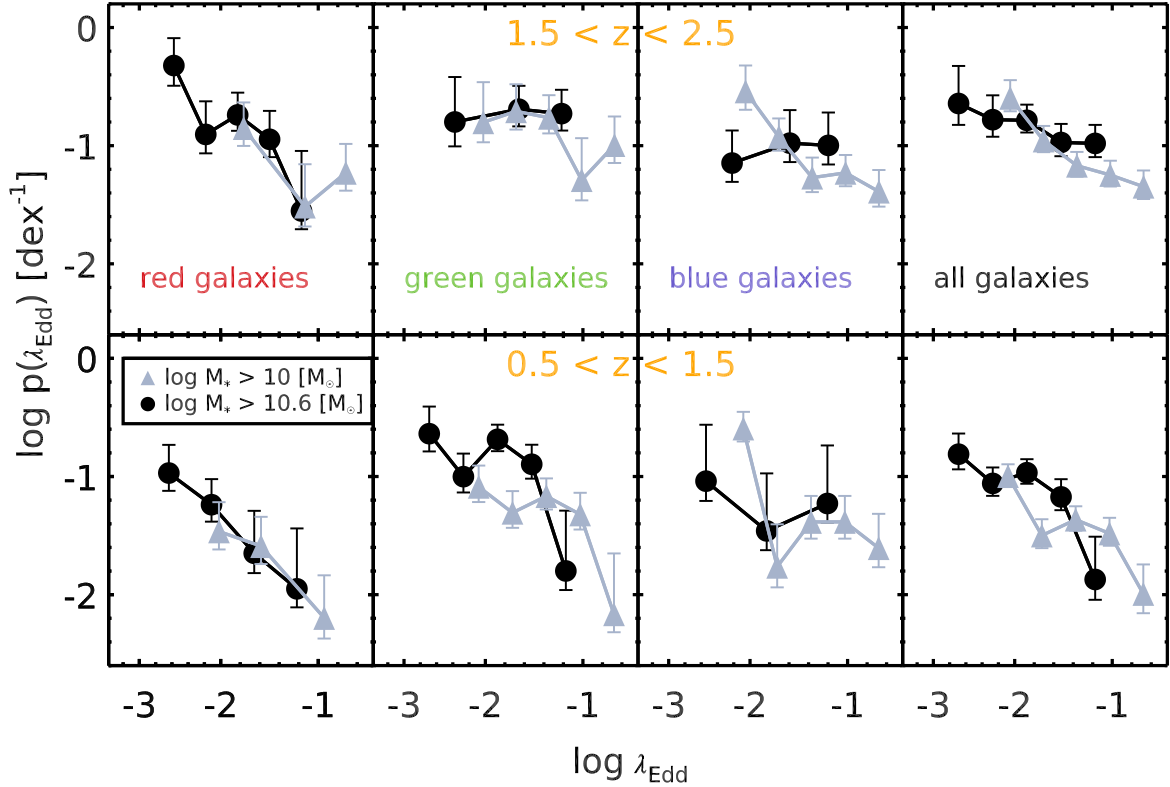 0
-1
-2
1.5 < z < 2.5
red galaxies
green galaxies
blue galaxies
all galaxies
0
-1
-2
0.5 < z < 1.5
log M* > 10 [M☉]
log M* > 10.6 [M☉]
-3 -2 -1
-3 -2 -1
-3 -2 -1
-3 -2 -1
log λEdd
log p(λEdd) [dex-1]